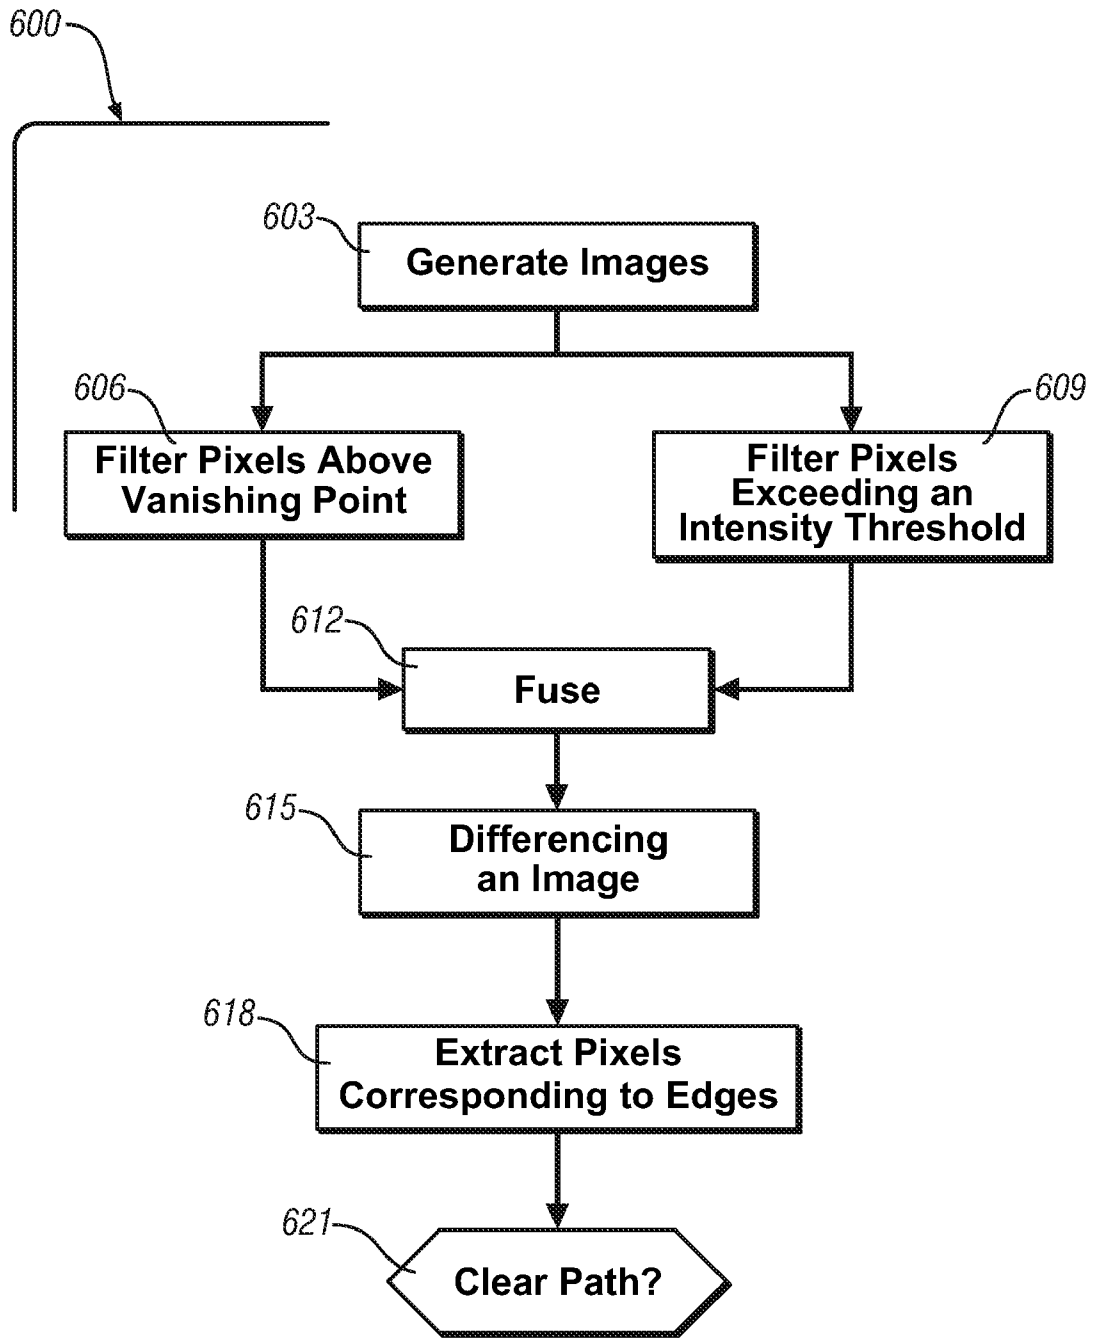 600
603
Generate Images
606
Filter Pixels Above
Vanishing Point
609
Filter Pixels
Exceeding an
Intensity Threshold
612
Fuse
615
Differencing
an Image
618
Extract Pixels
Corresponding to Edges
621
Clear Path?